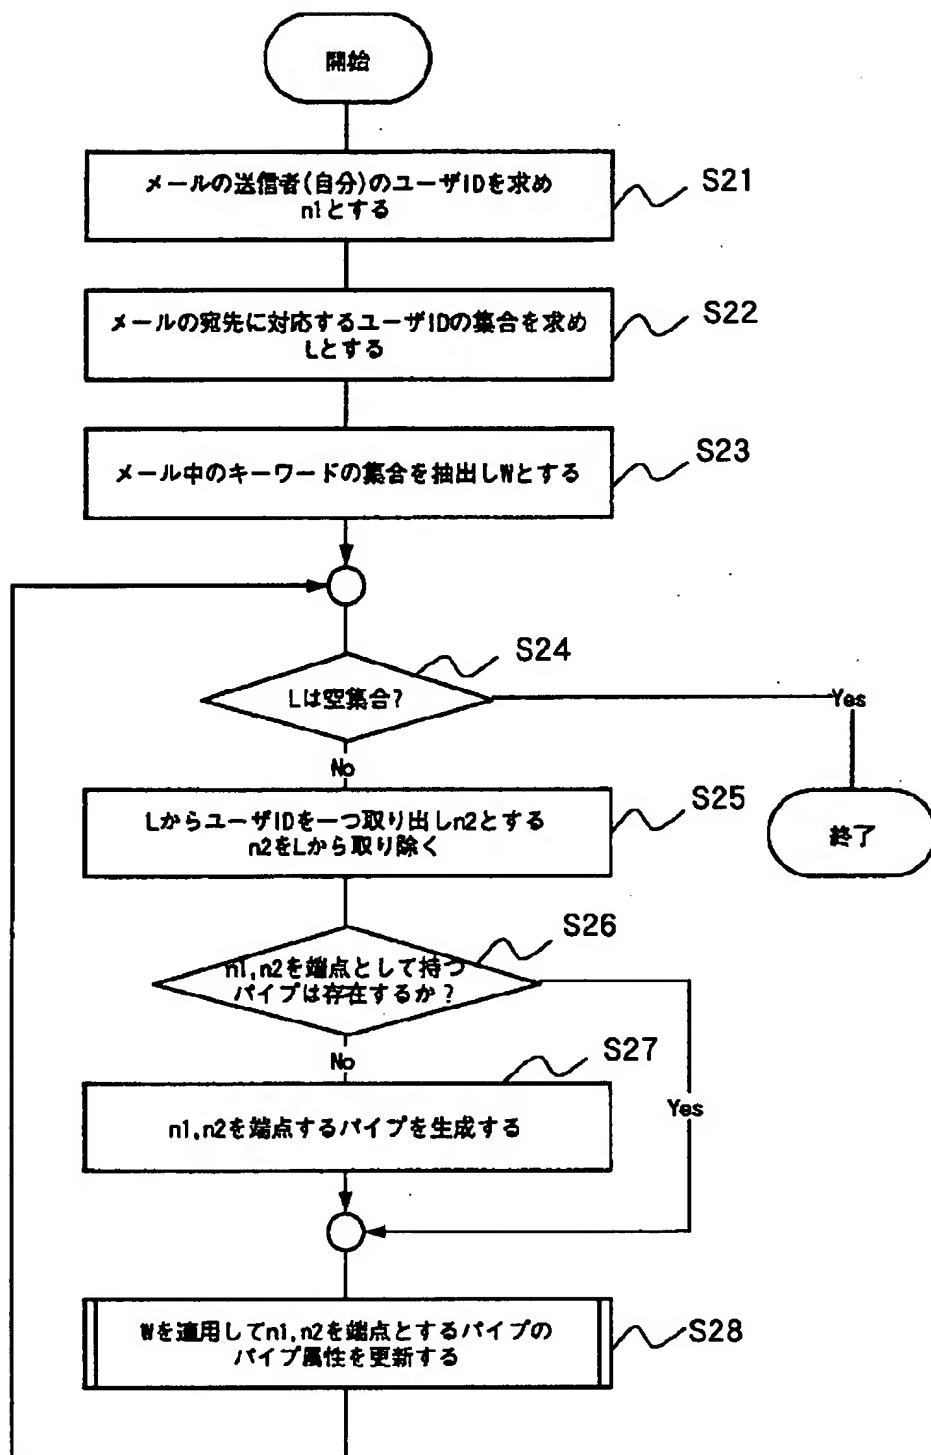 開始
メールの送信者(自分)のユーザIDを求め
n1とする
S21
メールの宛先に対応するユーザIDの集合を求め
Lとする
S22
メール中のキーワードの集合を抽出しWとする
S23
S24
Lは空集合?
Yes
No
LからユーザIDを一つ取り出しn2とする
n2をLから取り除く
S25
終了
S26
n1,n2を端点として持つ
パイプは存在するか?
No
S27
Yes
n1,n2を端点するパイプを生成する
Wを適用してn1,n2を端点とするパイプの
パイプ属性を更新する
S28